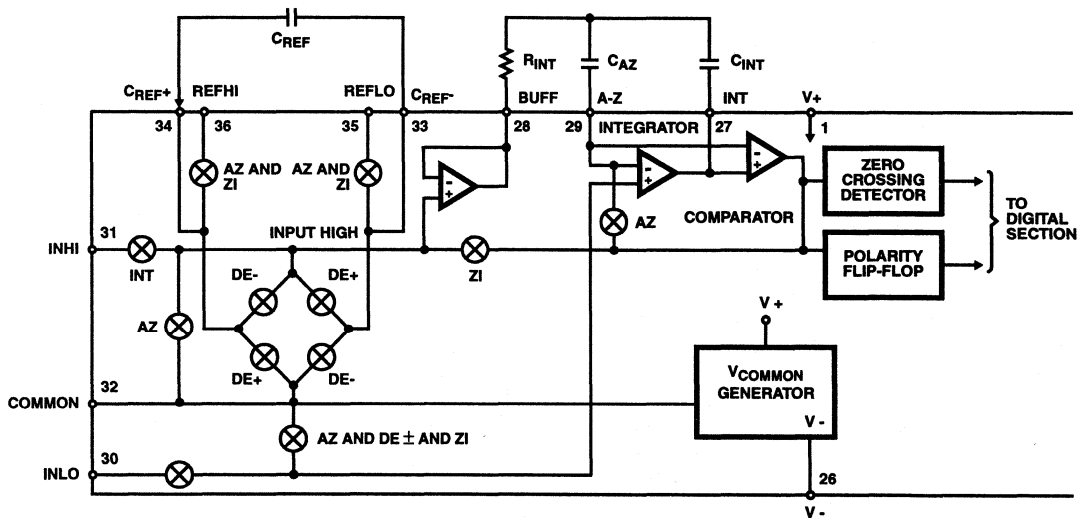 C_REF
R_INT
C_AZ
C_INT
C_REF+
REFHI
REFLO
C_REF-
BUFF
A-Z
INT
V+
34
36
35
33
28
29
INTEGRATOR
27
1
AZ AND
ZI
AZ AND
ZI
-
+
-
+
-
+
ZERO
CROSSING
DETECTOR
TO
DIGITAL
SECTION
AZ
COMPARATOR
31
INHI
INT
INPUT HIGH
ZI
POLARITY
FLIP-FLOP
DE-
DE+
AZ
DE+
DE-
V+
32
COMMON
V_COMMON
GENERATOR
V -
AZ AND DE ± AND ZI
30
INLO
26
V -